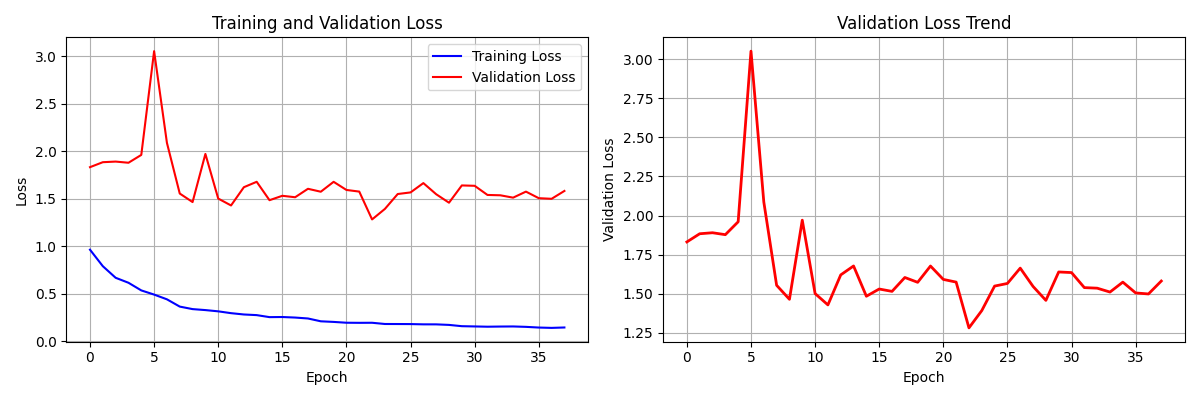 Training and Validation Loss
Loss
3.0
2.5
2.0
1.5
1.0
0.5
0.0
Training Loss
Validation Loss
0 5 10 15 20 25 30 35
Epoch
Validation Loss Trend
Validation Loss
3.00
2.75
2.50
2.25
2.00
1.75
1.50
1.25
0 5 10 15 20 25 30 35
Epoch